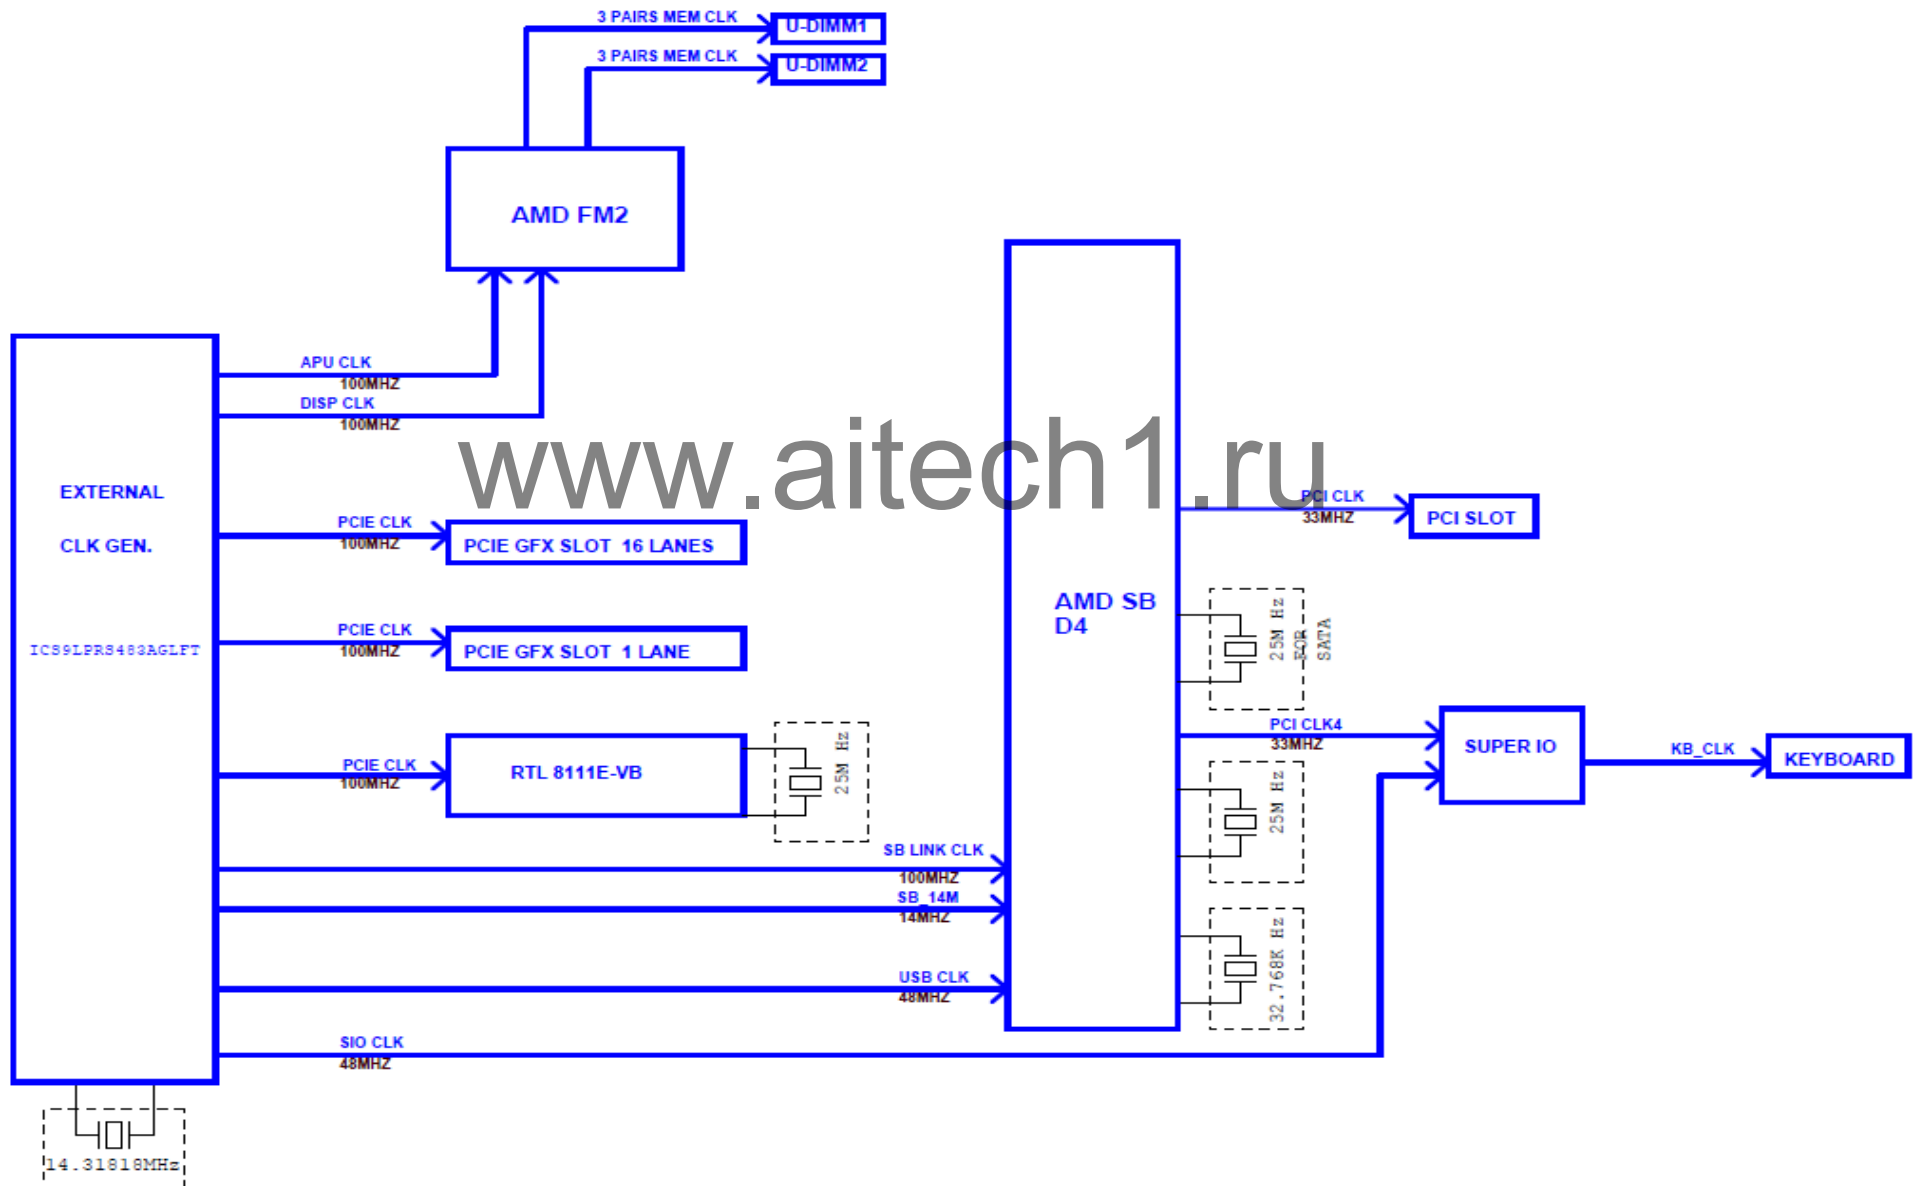 3 PAIRS MEM CLK
U-DIMM1
3 PAIRS MEM CLK
U-DIMM2
AMD FM2
APU CLK
100MHZ
DISP CLK
100MHZ
www.aitech1.ru
EXTERNAL
CLK GEN.
ICS9LPRS483AGLFT
PCIE CLK
100MHZ
PCIE GFX SLOT 16 LANES
PCIE CLK
100MHZ
PCIE GFX SLOT 1 LANE
PCIE CLK
100MHZ
RTL 8111E-VB
25M Hz
SB LINK CLK
100MHZ
SB_14M
14MHZ
USB CLK
48MHZ
SIO CLK
48MHZ
14.31818MHz
AMD SB
D4
PCI CLK
33MHZ
PCI SLOT
25M Hz
FOR
SATA
PCI CLK4
33MHZ
SUPER IO
KB_CLK
KEYBOARD
25M Hz
32.768K Hz